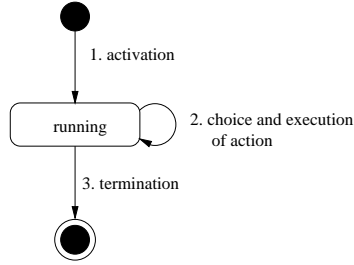 1. activation
running
2. choice and execution
of action
3. termination